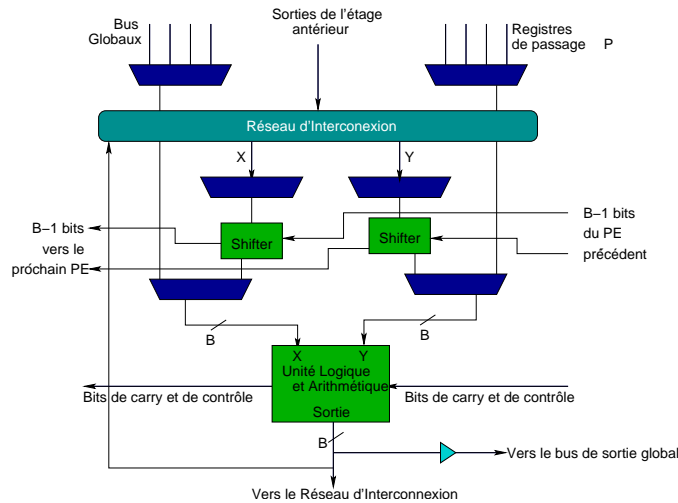 Bus
Globaux
Sorties de l'étage
antérieur
Registres
de passage P
Réseau d'Interconexion
X
Y
B−1 bits
vers le
próchain PE
Shifter
Shifter
B−1 bits
du PE
précédent
B
B
X
Y
Unité Logique
et Arithmétique
Sortie
Bits de carry et de contrôle
Bits de carry et de contrôle
B
Vers le bus de sortie global
Vers le Réseau d'Interconnexion